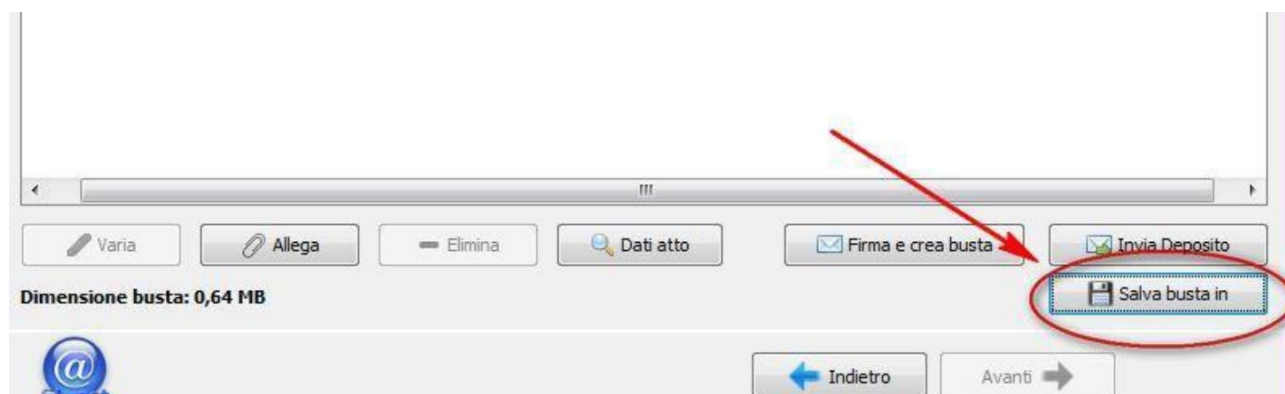 Varia Allega Elimina Dati atto Firma e crea busta Invia Deposito
Dimensione busta: 0,64 MB Salva busta in
@
Indietro Avanti